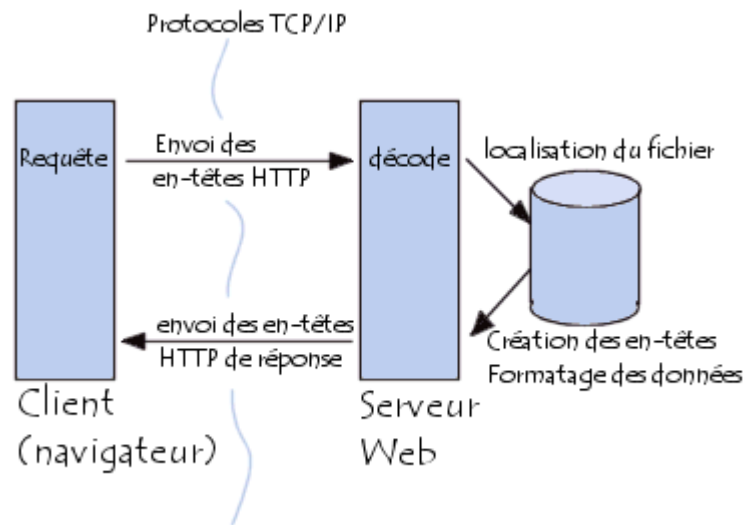 Protocoles TCP/IP
Requête
Envoi des
en-têtes HTTP
décode
localisation du fichier
envoi des en-têtes
HTTP de réponse
Création des en-têtes
Formatage des données
Client
(navigateur)
Serveur
Web